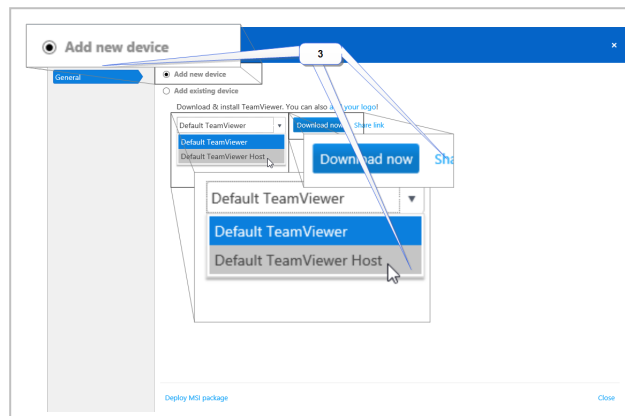 Add new device
3
×
General
Add new device
Add existing device
Download & install TeamViewer. You can also your logo!
Default TeamViewer
Download now
Share link
Default TeamViewer
Default TeamViewer Host
Download now
Default TeamViewer
Default TeamViewer
Default TeamViewer Host
Deploy MSI package
Close